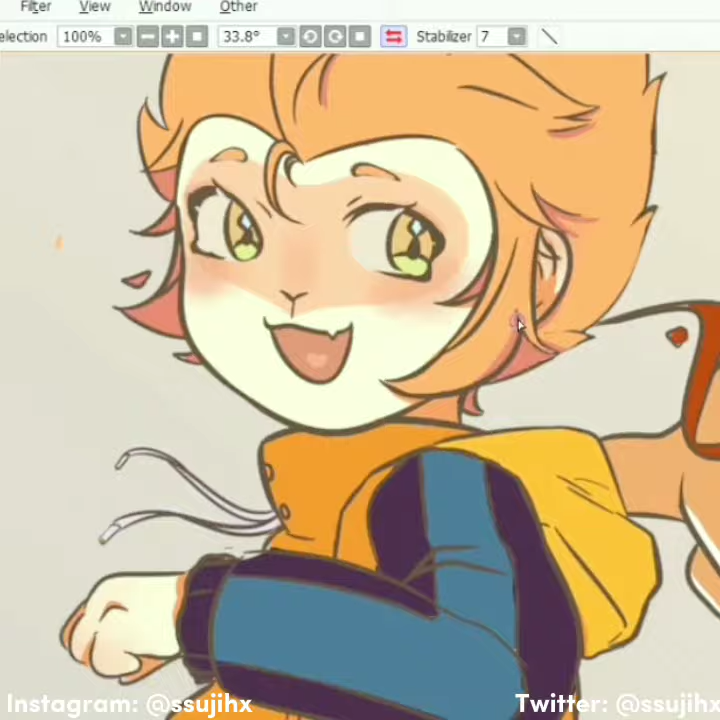 Filter View Window Other
election 100% 33.8° Stabilizer 7
Instagram: @ssujihx Twitter: @ssujihx